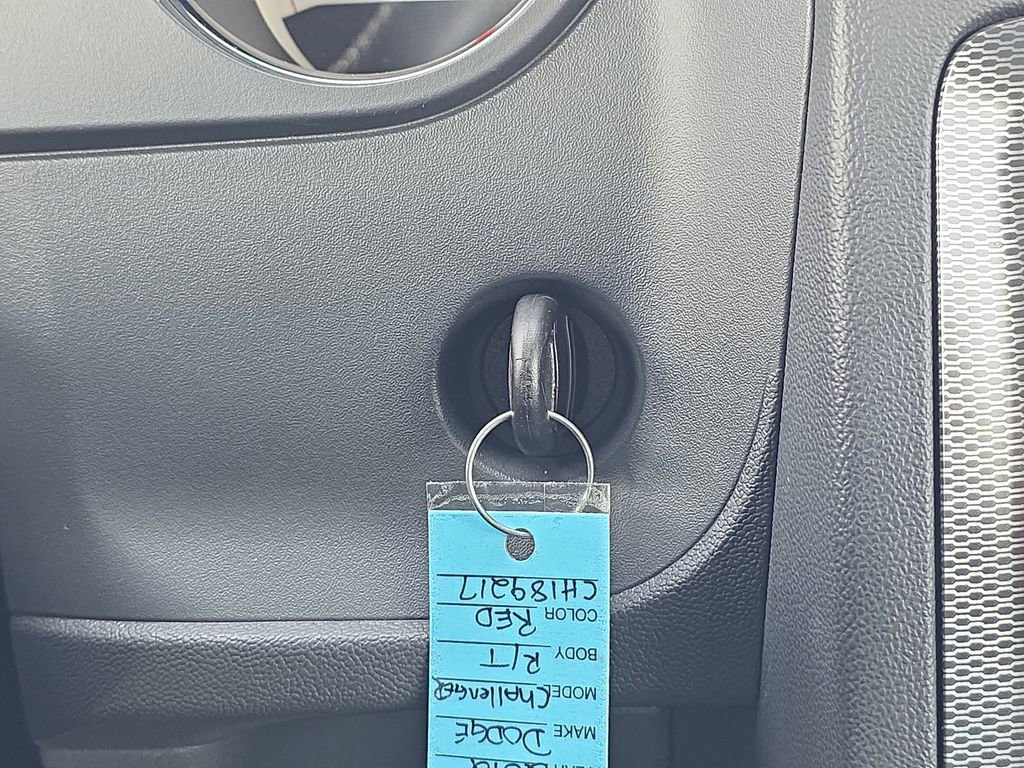 MAKE DODGE
MODEL ChallenGER
BODY R/T
COLOR RED
CH189217